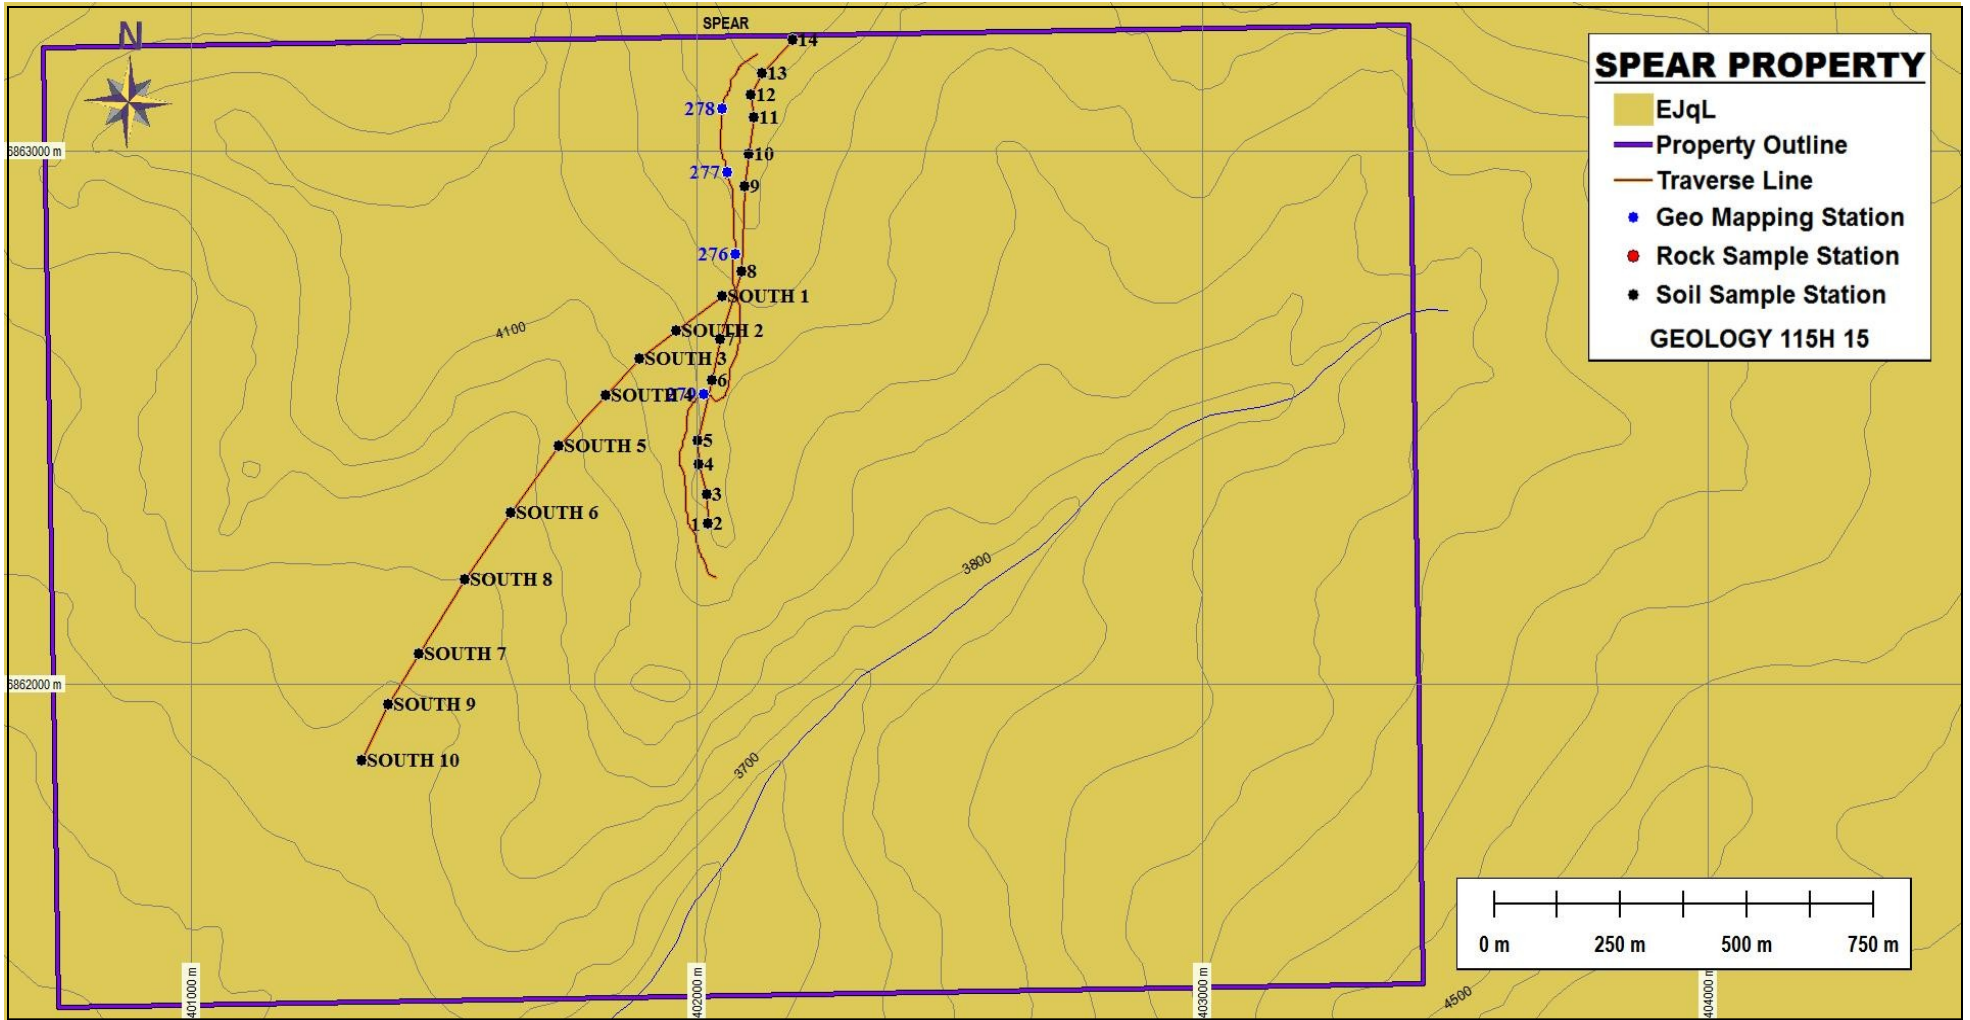 SPEAR
N
14
13
12
278
11
6863000 m
10
277
9
276
8
SOUTH 1
4100
SOUTH 2
7
SOUTH 3
6
SOUTH 4
279
5
SOUTH 5
4
3
SOUTH 6
1
2
3800
SOUTH 8
SOUTH 7
6862000 m
SOUTH 9
SOUTH 10
3700
401000 m
402000 m
403000 m
404000 m
4500
SPEAR PROPERTY
EJqL
Property Outline
Traverse Line
Geo Mapping Station
Rock Sample Station
Soil Sample Station
GEOLOGY 115H 15
0 m 250 m 500 m 750 m